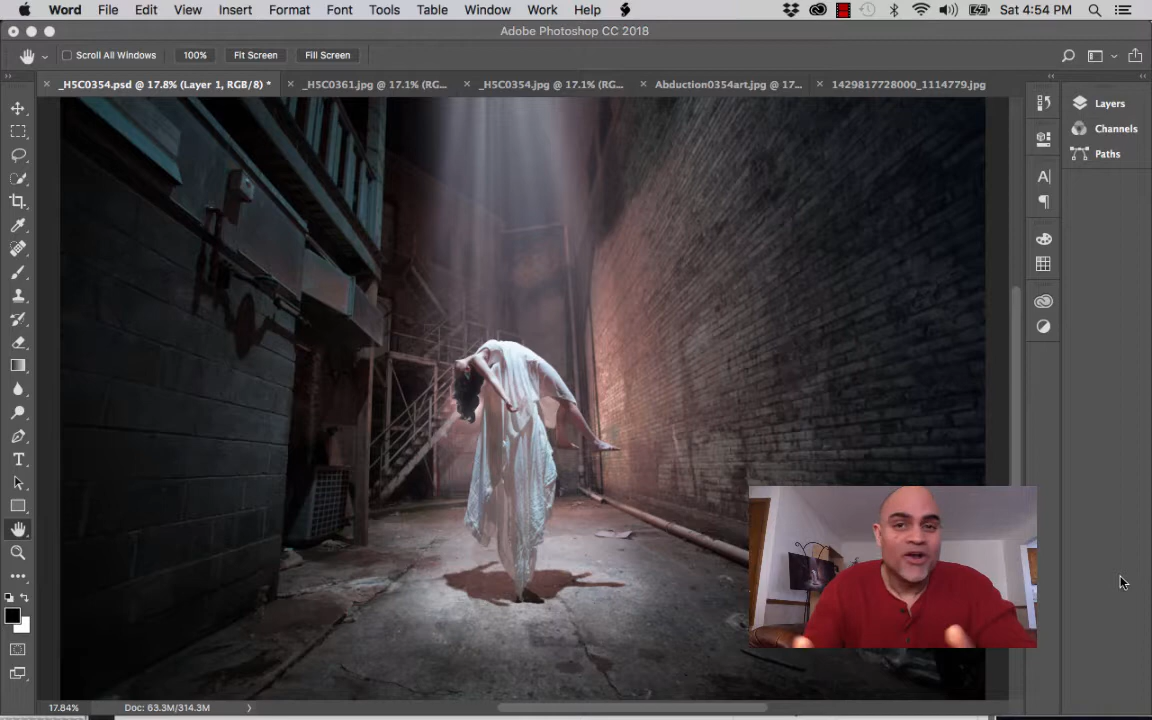 Word File Edit View Insert Format Font Tools Table Window Work Help Sat 4:54 PM
Adobe Photoshop CC 2018
Scroll All Windows 100% Fit Screen Fill Screen
_H5C0354.psd @ 17.8% (Layer 1, RGB/8) * _H5C0361.jpg @ 17.1% (RG... _H5C0354.jpg @ 17.1% (RG... Abduction0354art.jpg @ 17... 1429817728000_1114779.jpg
Layers
Channels
Paths
17.84% Doc: 63.3M/314.3M